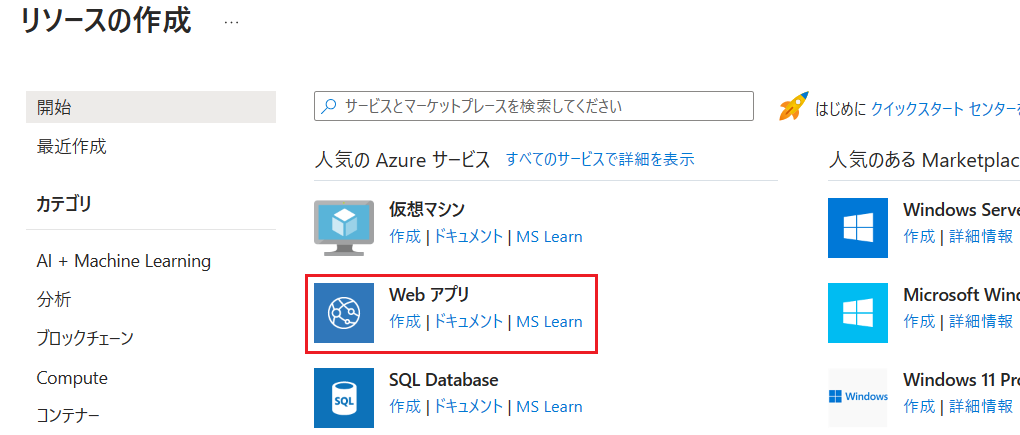 リソースの作成 …
開始
最近作成
カテゴリ
AI + Machine Learning
分析
ブロックチェーン
Compute
コンテナー
サービスとマーケットプレースを検索してください
はじめに クイックスタート センターを
人気の Azure サービス すべてのサービスで詳細を表示
仮想マシン
作成 | ドキュメント | MS Learn
Web アプリ
作成 | ドキュメント | MS Learn
SQL
SQL Database
作成 | ドキュメント | MS Learn
人気のある Marketplac
Windows Serve
作成 | 詳細情報
Microsoft Wind
作成 | 詳細情報
Windows
Windows 11 Pro
作成 | 詳細情報